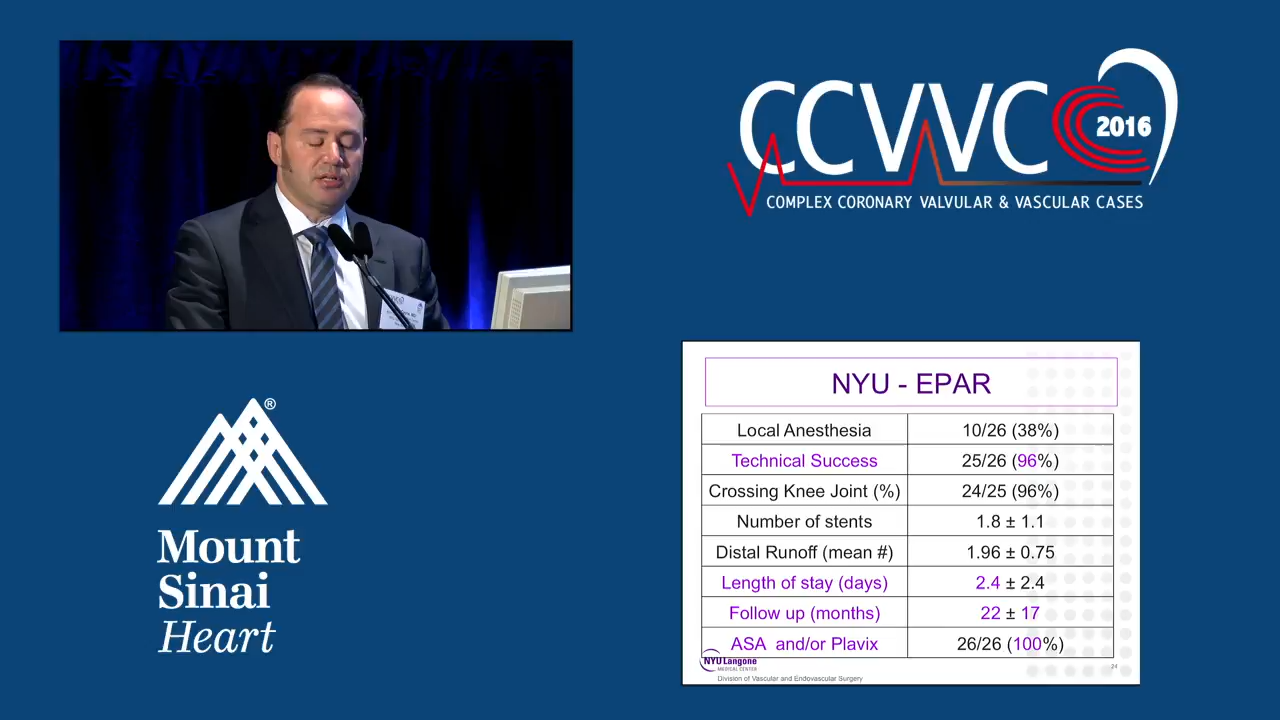 CCVVC
2016
COMPLEX CORONARY VALVULAR & VASCULAR CASES
®
Mount
Sinai
Heart
NYU - EPAR
Local Anesthesia 10/26 (38%)
Technical Success 25/26 (96%)
Crossing Knee Joint (%) 24/25 (96%)
Number of stents 1.8 ± 1.1
Distal Runoff (mean #) 1.96 ± 0.75
Length of stay (days) 2.4 ± 2.4
Follow up (months) 22 ± 17
ASA and/or Plavix 26/26 (100%)
NYU Langone
MEDICAL CENTER
Division of Vascular and Endovascular Surgery
24